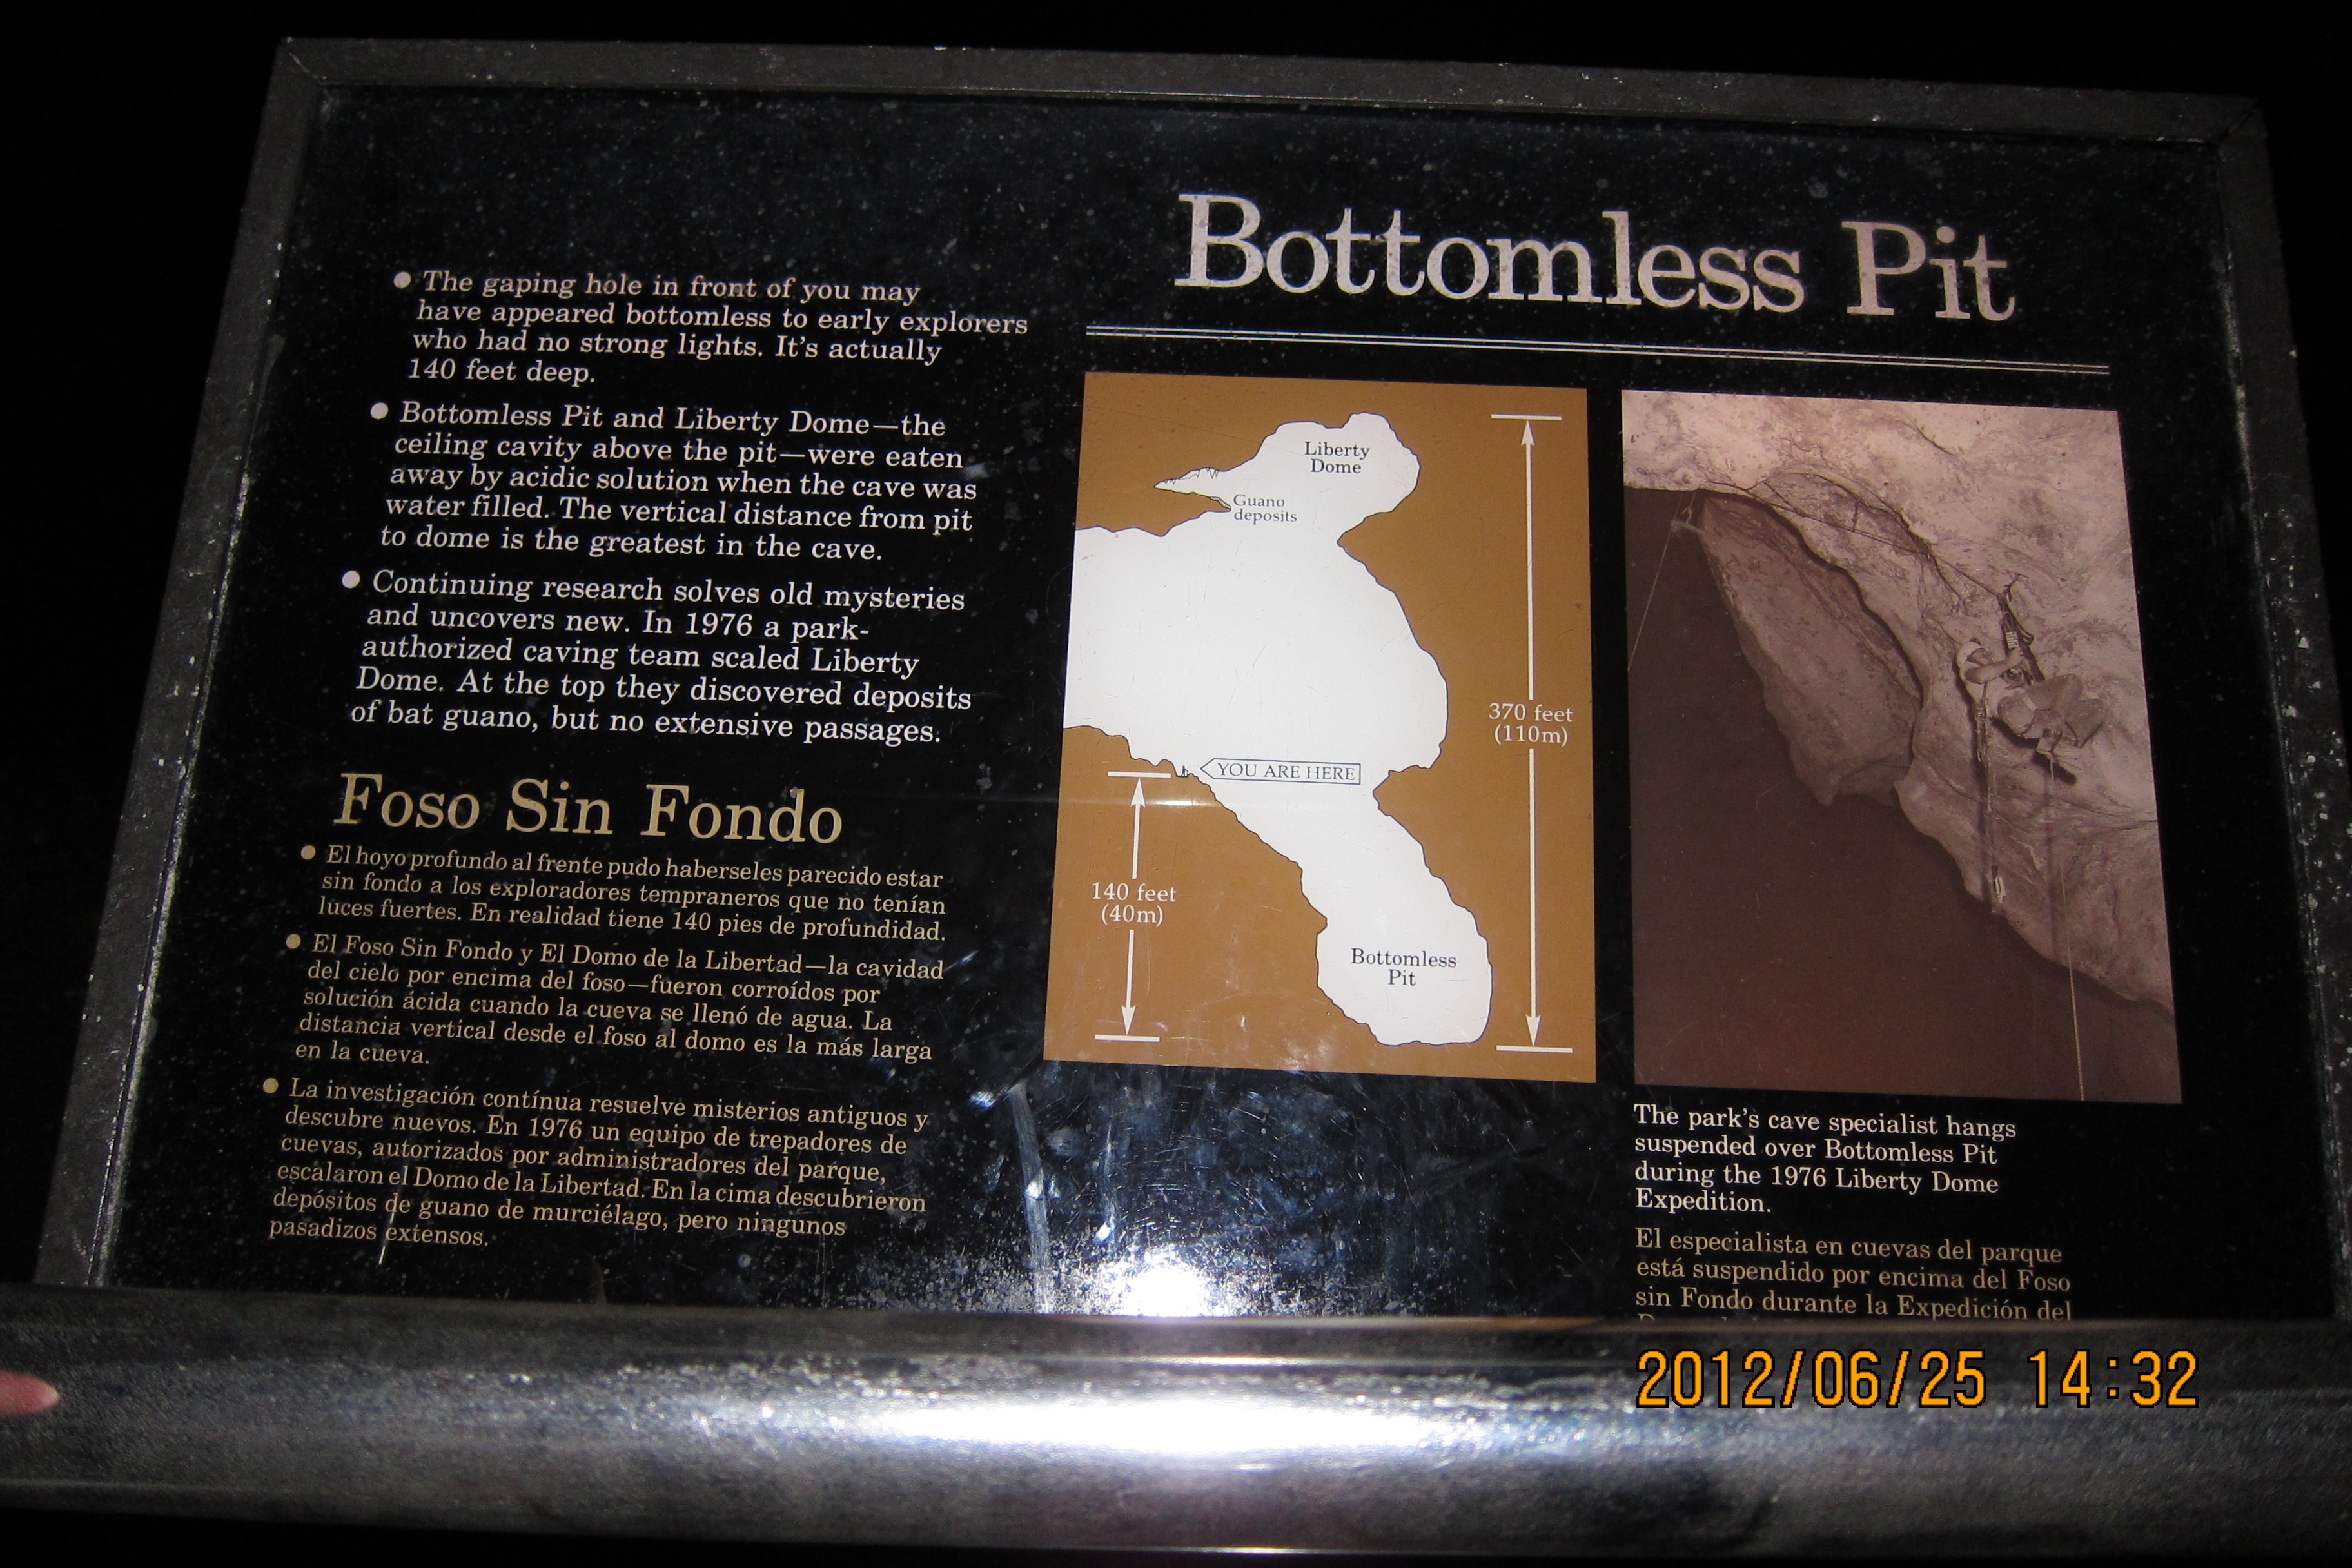 Bottomless Pit
● The gaping hole in front of you may
have appeared bottomless to early explorers
who had no strong lights. It's actually
140 feet deep.
● Bottomless Pit and Liberty Dome—the
ceiling cavity above the pit—were eaten
away by acidic solution when the cave was
water filled. The vertical distance from pit
to dome is the greatest in the cave.
● Continuing research solves old mysteries
and uncovers new. In 1976 a park-
authorized caving team scaled Liberty
Dome. At the top they discovered deposits
of bat guano, but no extensive passages.
Foso Sin Fondo
● El hoyo profundo al frente pudo haberseles parecido estar
sin fondo a los exploradores tempraneros que no tenían
luces fuertes. En realidad tiene 140 pies de profundidad.
● El Foso Sin Fondo y El Domo de la Libertad—la cavidad
del cielo por encima del foso—fueron corroídos por
solución ácida cuando la cueva se llenó de agua. La
distancia vertical desde el foso al domo es la más larga
en la cueva.
● La investigación contínua resuelve misterios antiguos y
descubre nuevos. En 1976 un equipo de trepadores de
cuevas, autorizados por administradores del parque,
escalaron el Domo de la Libertad. En la cima descubrieron
depósitos de guano de murciélago, pero ningunos
pasadizos extensos.
Liberty
Dome
Guano
deposits
370 feet
(110m)
YOU ARE HERE
140 feet
(40m)
Bottomless
Pit
The park's cave specialist hangs
suspended over Bottomless Pit
during the 1976 Liberty Dome
Expedition.
El especialista en cuevas del parque
está suspendido por encima del Foso
sin Fondo durante la Expedición del
2012/06/25 14:32